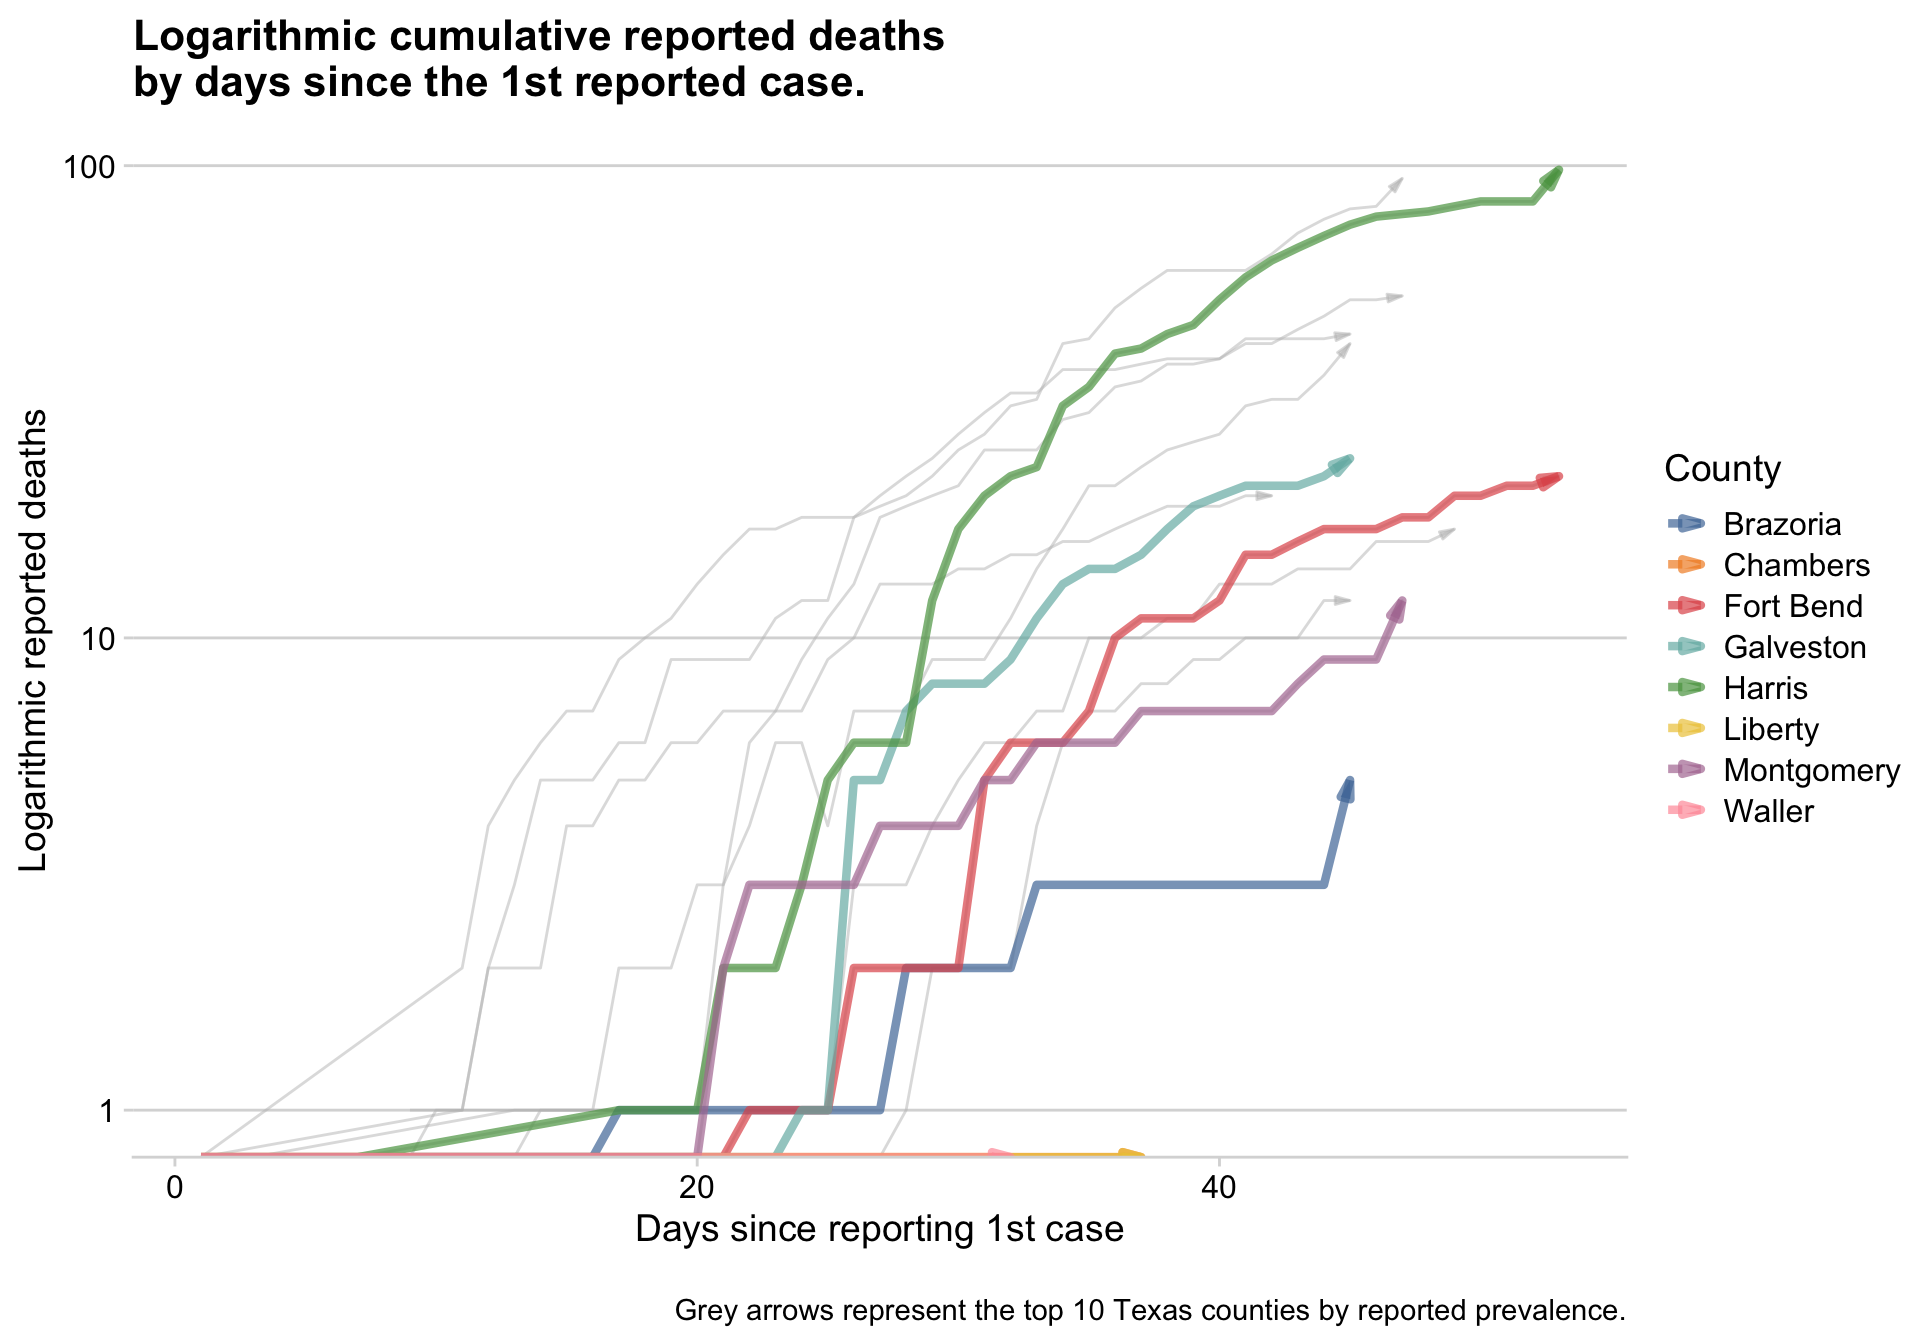 Logarithmic cumulative reported deaths
by days since the 1st reported case.
100
10
1
Logarithmic reported deaths
0
20
40
Days since reporting 1st case
County
Brazoria
Chambers
Fort Bend
Galveston
Harris
Liberty
Montgomery
Waller
Grey arrows represent the top 10 Texas counties by reported prevalence.